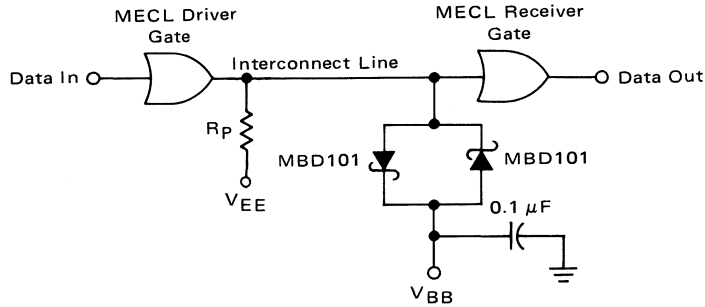 MECL Driver
Gate
MECL Receiver
Gate
Data In
Interconnect Line
Data Out
RP
MBD101
MBD101
VEE
0.1 μF
VBB